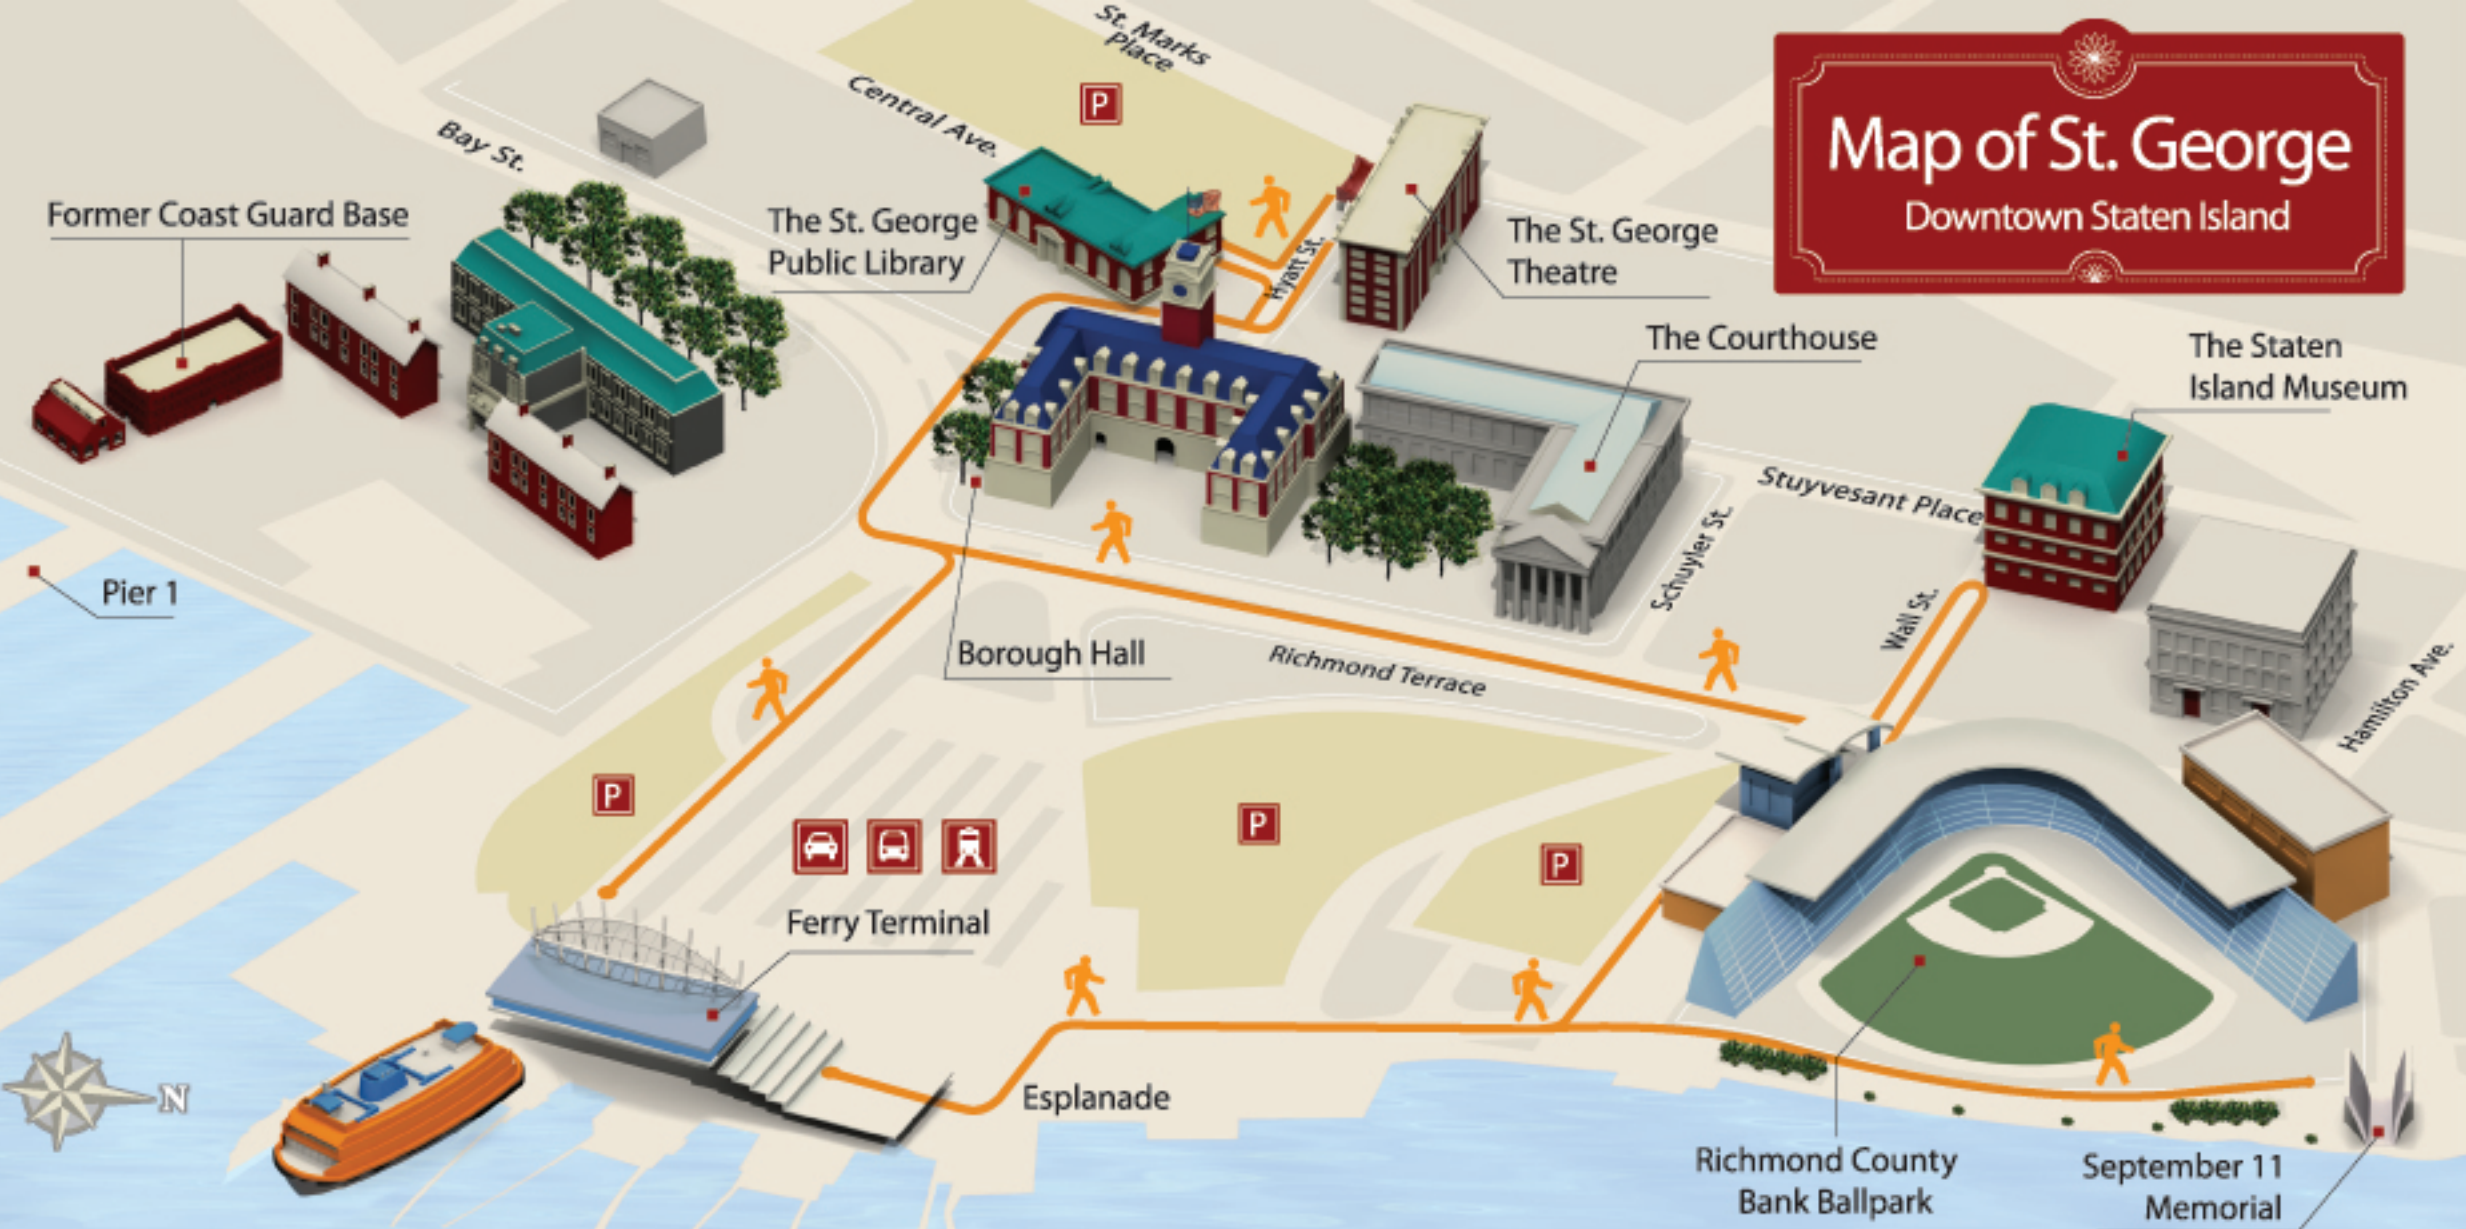 St. Marks
Place
Central Ave.
Bay St.
P
Map of St. George
Downtown Staten Island
Former Coast Guard Base
The St. George
Public Library
Hyatt St.
The St. George
Theatre
The Courthouse
The Staten
Island Museum
Stuyvesant Place
Schuyler St.
Wall St.
Pier 1
Borough Hall
Richmond Terrace
Hamilton Ave.
P
P
P
Ferry Terminal
N
Esplanade
Richmond County
Bank Ballpark
September 11
Memorial